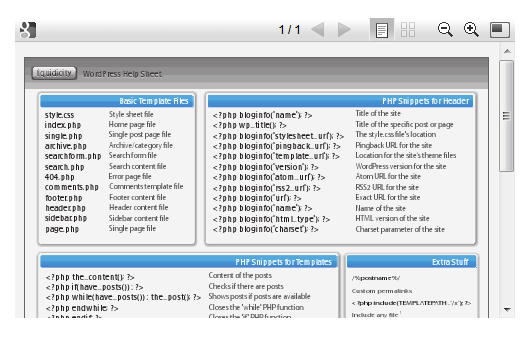 1 / 1
liquidicity WordPress Help Sheet
Basic Template Files
style.css Style sheet file
index.php Home page file
single.php Single post page file
archive.php Archive/category file
searchform.php Search form file
search.php Search content file
404.php Error page file
comments.php Comments template file
footer.php Footer content file
header.php Header content file
sidebar.php Sidebar content file
page.php Single page file
PHP Snippets for Header
<?php bloginfo('name'); ?> Title of the site
<?php wp_title(); ?> Title of the specific post or page
<?php bloginfo('stylesheet_url'); ?> The style.css file's location
<?php bloginfo('pingback_url'); ?> Pingback URL for the site
<?php bloginfo('template_url'); ?> Location for the site's theme files
<?php bloginfo('version'); ?> WordPress version for the site
<?php bloginfo('atom_url'); ?> Atom URL for the site
<?php bloginfo('rss2_url'); ?> RSS2 URL for the site
<?php bloginfo('url'); ?> Exact URL for the site
<?php bloginfo('name'); ?> Name of the site
<?php bloginfo('html_type'); ?> HTML version of the site
<?php bloginfo('charset'); ?> Charset parameter of the site
PHP Snippets for Templates
<?php the_content(); ?> Content of the posts
<?php if(have_posts()) : ?> Checks if there are posts
<?php while(have_posts()) : the_post(); ?> Shows posts if posts are available
<?php endwhile; ?> Closes the 'while' PHP function
<?php endif; ?> Closes the 'if' PHP function
Extra Stuff
/%postname%/
Custom permalinks
<?php include(TEMPLATEPATH . '/x'); ?>
Include any file